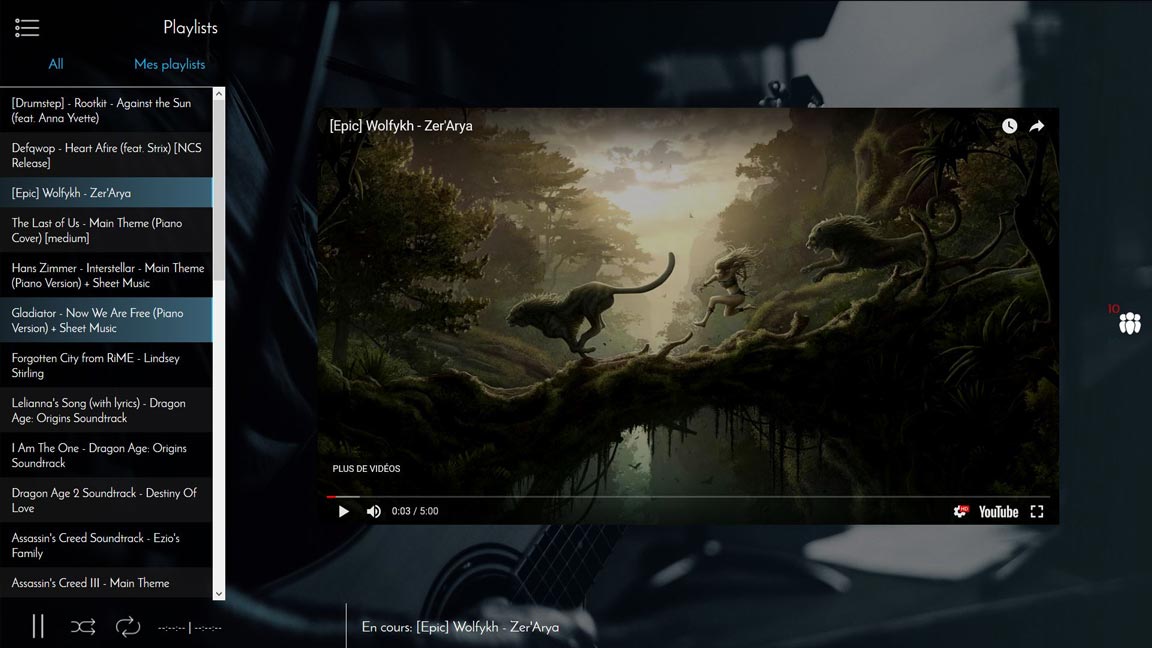 Playlists
All
Mes playlists
[Drumstep] - Rootkit - Against the Sun
(feat. Anna Yvette)
Defqwop - Heart Afire (feat. Strix) [NCS
Release]
[Epic] Wolfykh - Zer'Arya
The Last of Us - Main Theme (Piano
Cover) [medium]
Hans Zimmer - Interstellar - Main Theme
(Piano Version) + Sheet Music
Gladiator - Now We Are Free (Piano
Version) + Sheet Music
Forgotten City from RiME - Lindsey
Stirling
Lelianna's Song (with lyrics) - Dragon
Age: Origins Soundtrack
I Am The One - Dragon Age: Origins
Soundtrack
Dragon Age 2 Soundtrack - Destiny Of
Love
Assassin's Creed Soundtrack - Ezio's
Family
Assassin's Creed III - Main Theme
--:--:-- | --:--:--
[Epic] Wolfykh - Zer'Arya
PLUS DE VIDÉOS
0:03 / 5:00
HD
YouTube
10
En cours: [Epic] Wolfykh - Zer'Arya